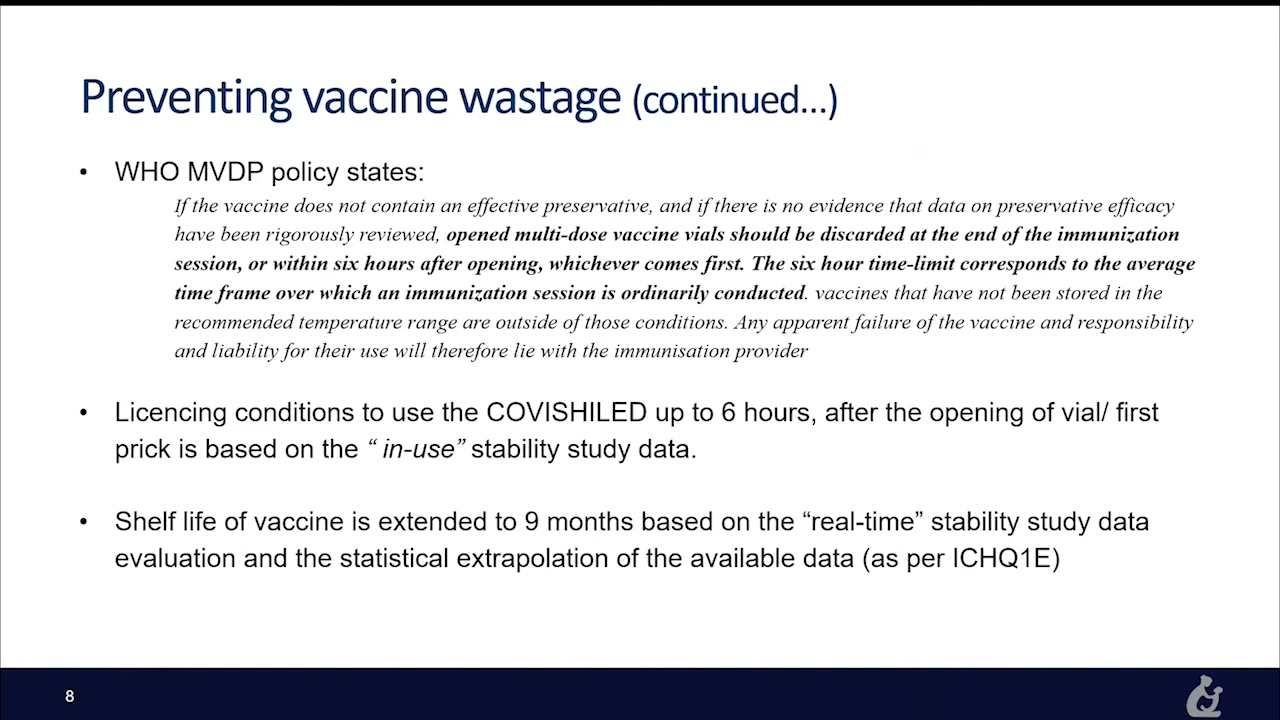 Preventing vaccine wastage (continued...)
• WHO MVDP policy states:
If the vaccine does not contain an effective preservative, and if there is no evidence that data on preservative efficacy
have been rigorously reviewed, opened multi-dose vaccine vials should be discarded at the end of the immunization
session, or within six hours after opening, whichever comes first. The six hour time-limit corresponds to the average
time frame over which an immunization session is ordinarily conducted. vaccines that have not been stored in the
recommended temperature range are outside of those conditions. Any apparent failure of the vaccine and responsibility
and liability for their use will therefore lie with the immunisation provider
• Licencing conditions to use the COVISHILED up to 6 hours, after the opening of vial/ first
prick is based on the “ in-use” stability study data.
• Shelf life of vaccine is extended to 9 months based on the “real-time” stability study data
evaluation and the statistical extrapolation of the available data (as per ICHQ1E)
8